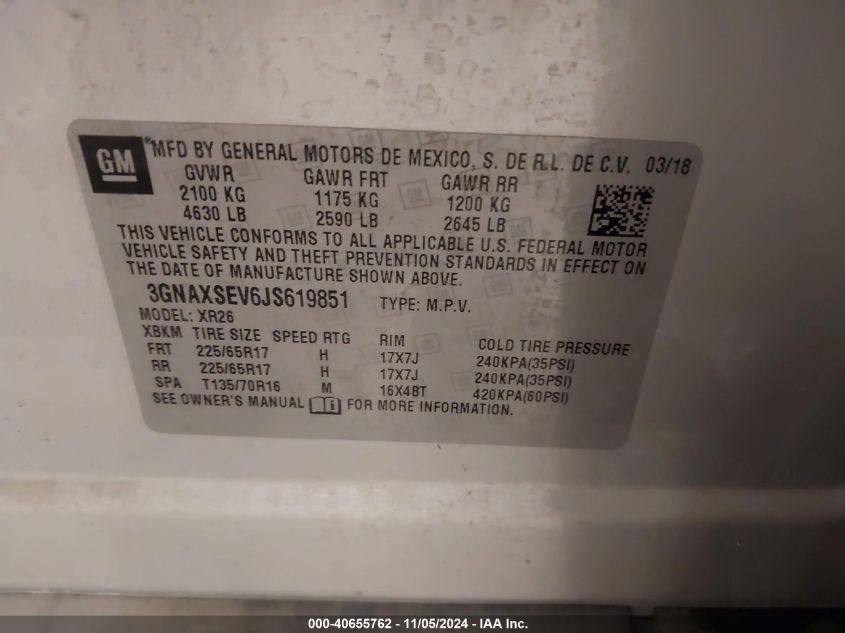 GM
*MFD BY GENERAL MOTORS DE MEXICO, S. DE R.L. DE C.V. 03/18
GVWR GAWR FRT GAWR RR
2100 KG 1175 KG 1200 KG
4630 LB 2590 LB 2645 LB
THIS VEHICLE CONFORMS TO ALL APPLICABLE U.S. FEDERAL MOTOR
VEHICLE SAFETY AND THEFT PREVENTION STANDARDS IN EFFECT ON
THE DATE OF MANUFACTURE SHOWN ABOVE.
3GNAXSEV6JS619851 TYPE: M.P.V.
MODEL: XR26
XBKM TIRE SIZE SPEED RTG RIM COLD TIRE PRESSURE
FRT 225/65R17 H 17X7J 240KPA(35PSI)
RR 225/65R17 H 17X7J 240KPA(35PSI)
SPA T135/70R16 M 16X4BT 420KPA(60PSI)
SEE OWNER'S MANUAL FOR MORE INFORMATION.
000-40655762 - 11/05/2024 - IAA Inc.